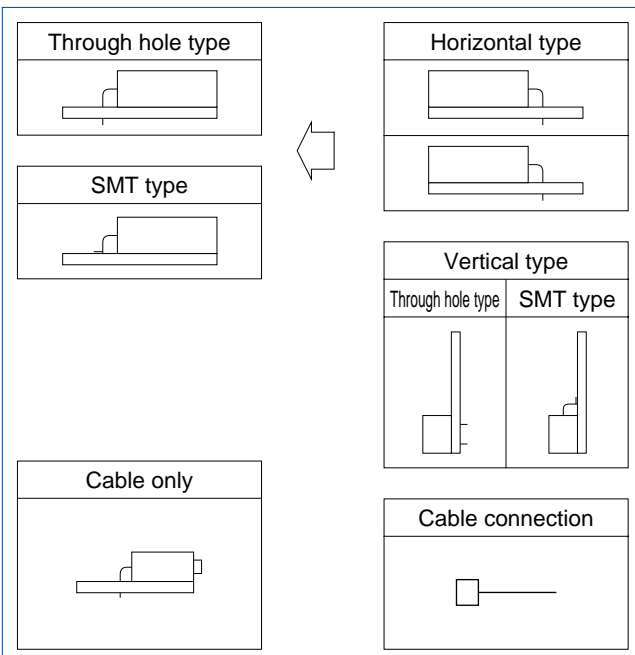 Through hole type
SMT type
Cable only
Horizontal type
Vertical type
Through hole type
SMT type
Cable connection